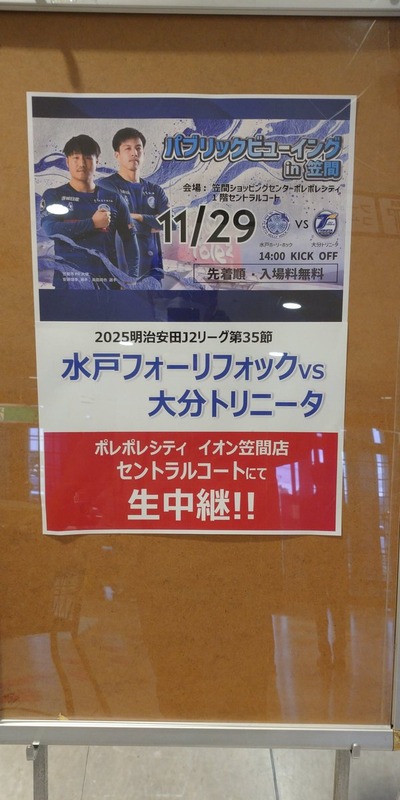 パブリックビューイング
in 笠間
会場： 笠間ショッピングセンターポレポレシティ
1階セントラルコート
11/29
VS
水戸ホーリーホック
大分トリニータ
14:00 KICK OFF
先着順・入場料無料
2025明治安田J2リーグ第35節
水戸フォーリフォックVS
大分トリニータ
ポレポレシティ イオン笠間店
セントラルコートにて
生中継!!